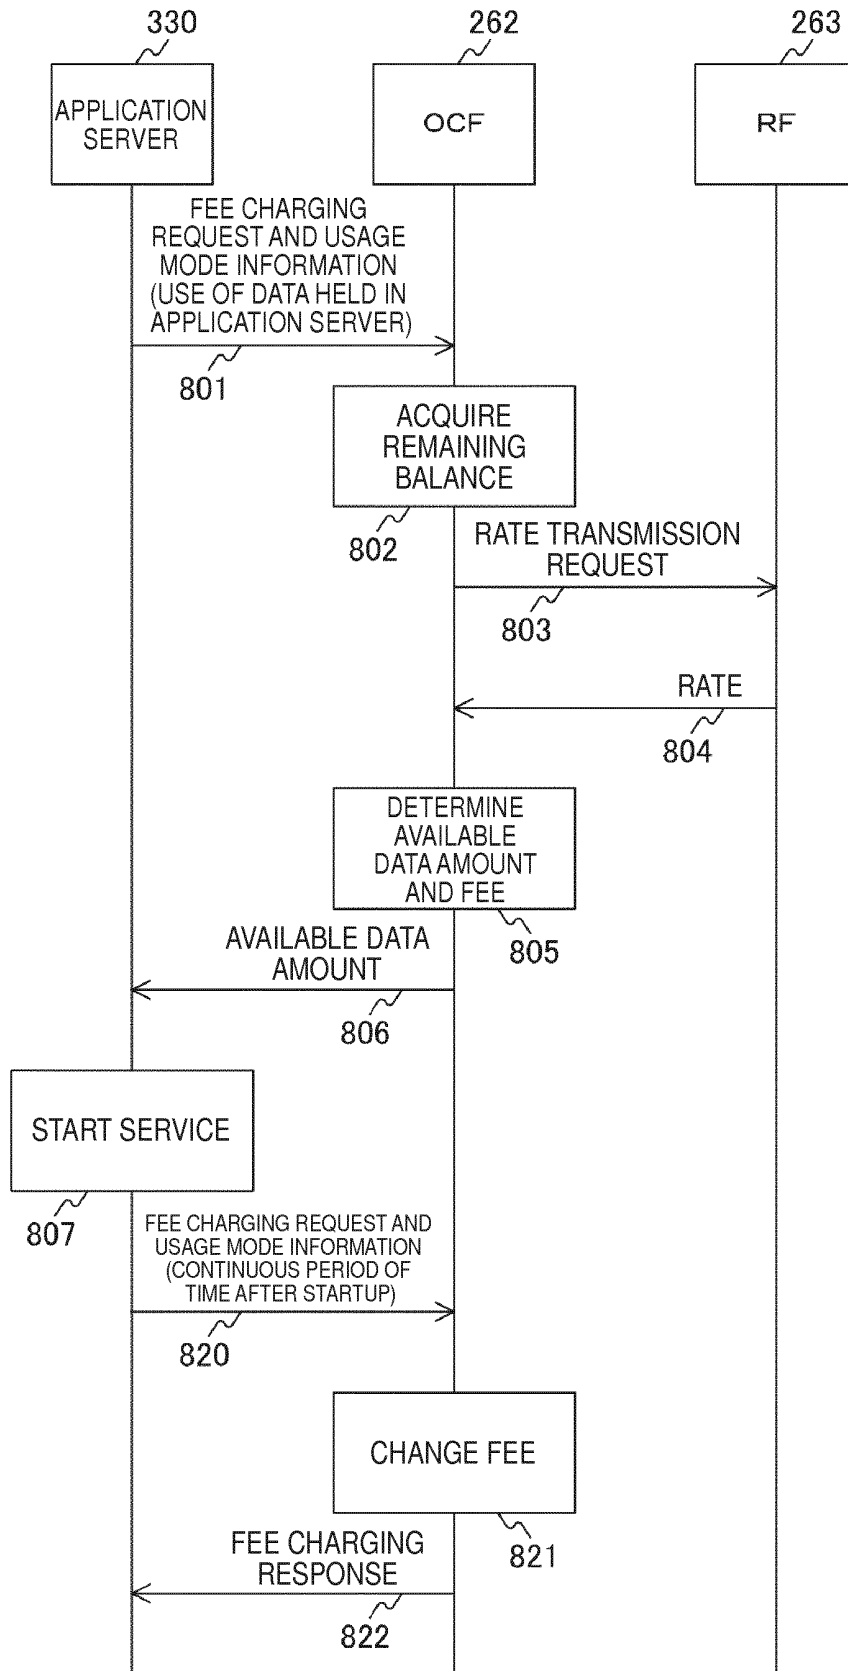 330
262
263
APPLICATION
SERVER
OCF
RF
FEE CHARGING
REQUEST AND USAGE
MODE INFORMATION
(USE OF DATA HELD IN
APPLICATION SERVER)
801
ACQUIRE
REMAINING
BALANCE
802
RATE TRANSMISSION
REQUEST
803
RATE
804
DETERMINE
AVAILABLE
DATA AMOUNT
AND FEE
805
AVAILABLE DATA
AMOUNT
806
START SERVICE
807
FEE CHARGING REQUEST AND
USAGE MODE INFORMATION
(CONTINUOUS PERIOD OF
TIME AFTER STARTUP)
820
CHANGE FEE
821
FEE CHARGING
RESPONSE
822